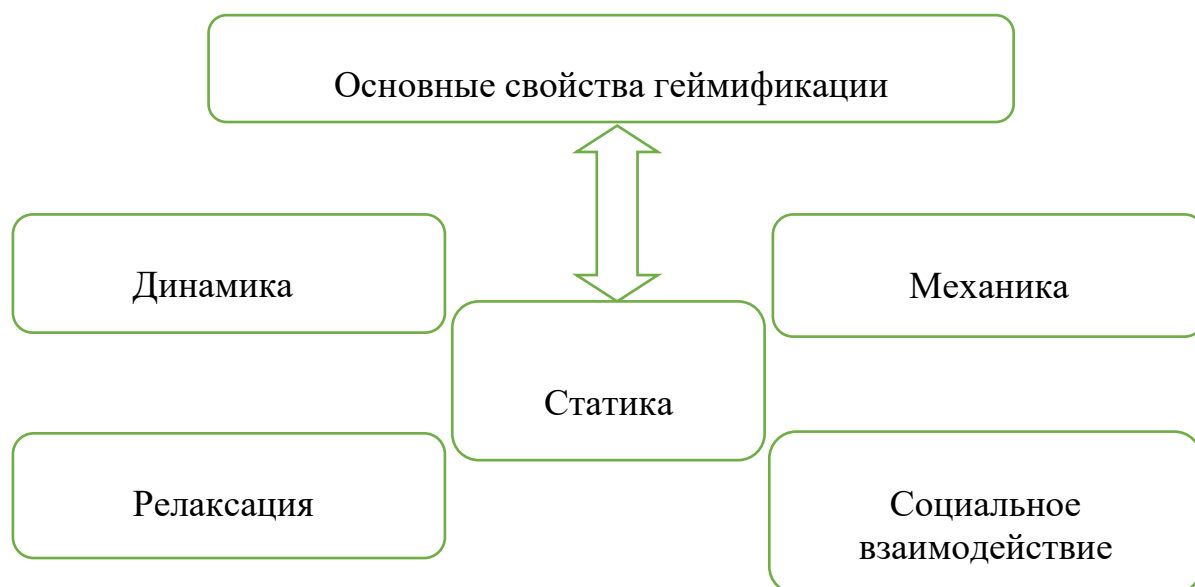 Основные свойства геймификации
Динамика
Механика
Статика
Релаксация
Социальное
взаимодействие